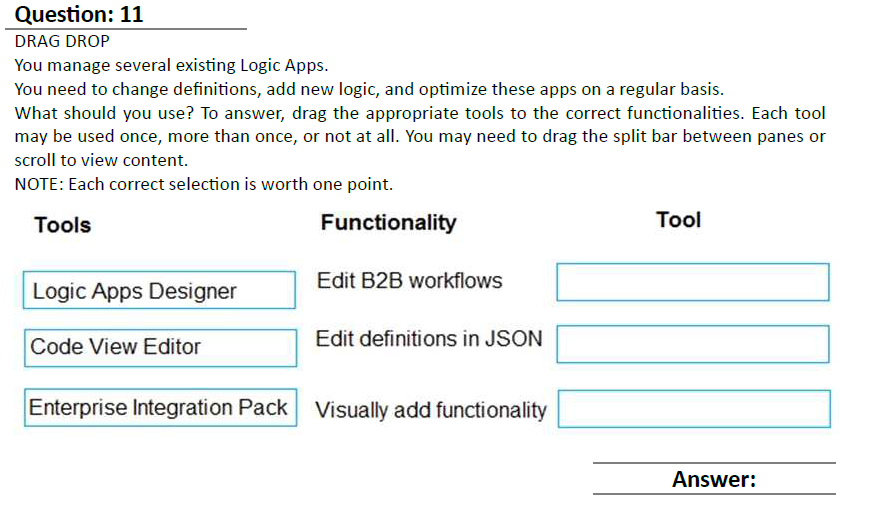 Question: 11
DRAG DROP
You manage several existing Logic Apps.
You need to change definitions, add new logic, and optimize these apps on a regular basis.
What should you use? To answer, drag the appropriate tools to the correct functionalities. Each tool
may be used once, more than once, or not at all. You may need to drag the split bar between panes or
scroll to view content.
NOTE: Each correct selection is worth one point.
Tools
Functionality
Tool
Logic Apps Designer
Edit B2B workflows
Code View Editor
Edit definitions in JSON
Enterprise Integration Pack
Visually add functionality
Answer: